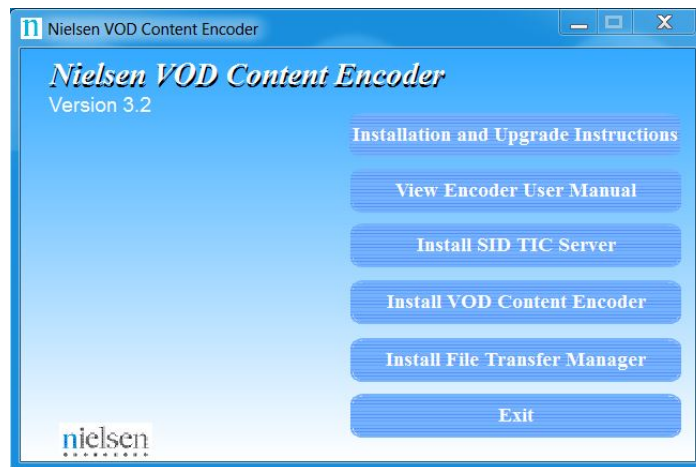 Nielsen VOD Content Encoder
Nielsen VOD Content Encoder
Version 3.2
Installation and Upgrade Instructions
View Encoder User Manual
Install SID TIC Server
Install VOD Content Encoder
Install File Transfer Manager
Exit
nielsen